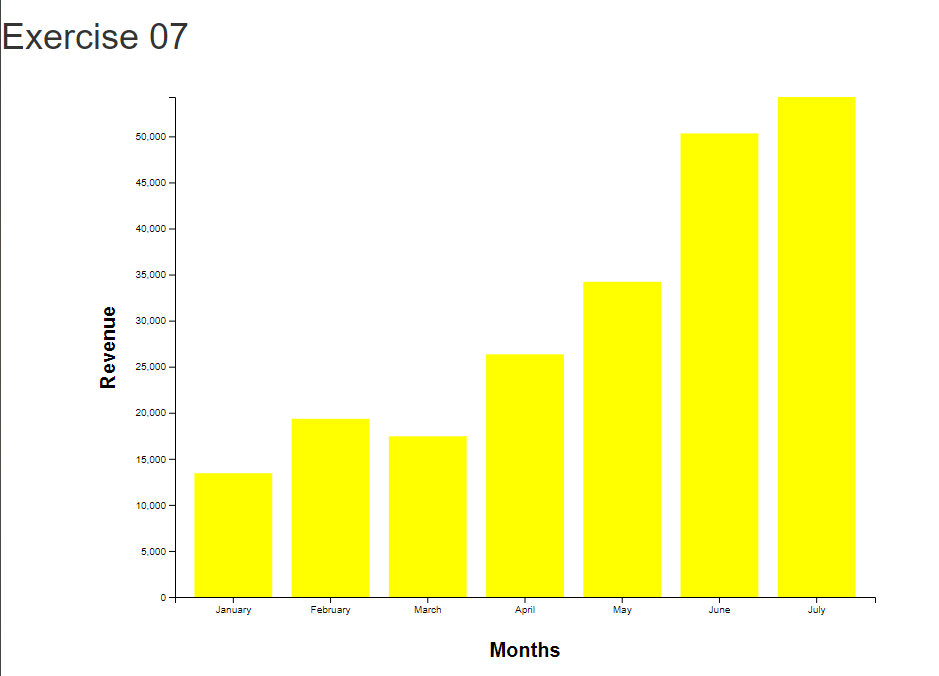 Exercise 07
50,000
45,000
40,000
35,000
30,000
25,000
20,000
15,000
10,000
5,000
0
Revenue
January February March April May June July
Months